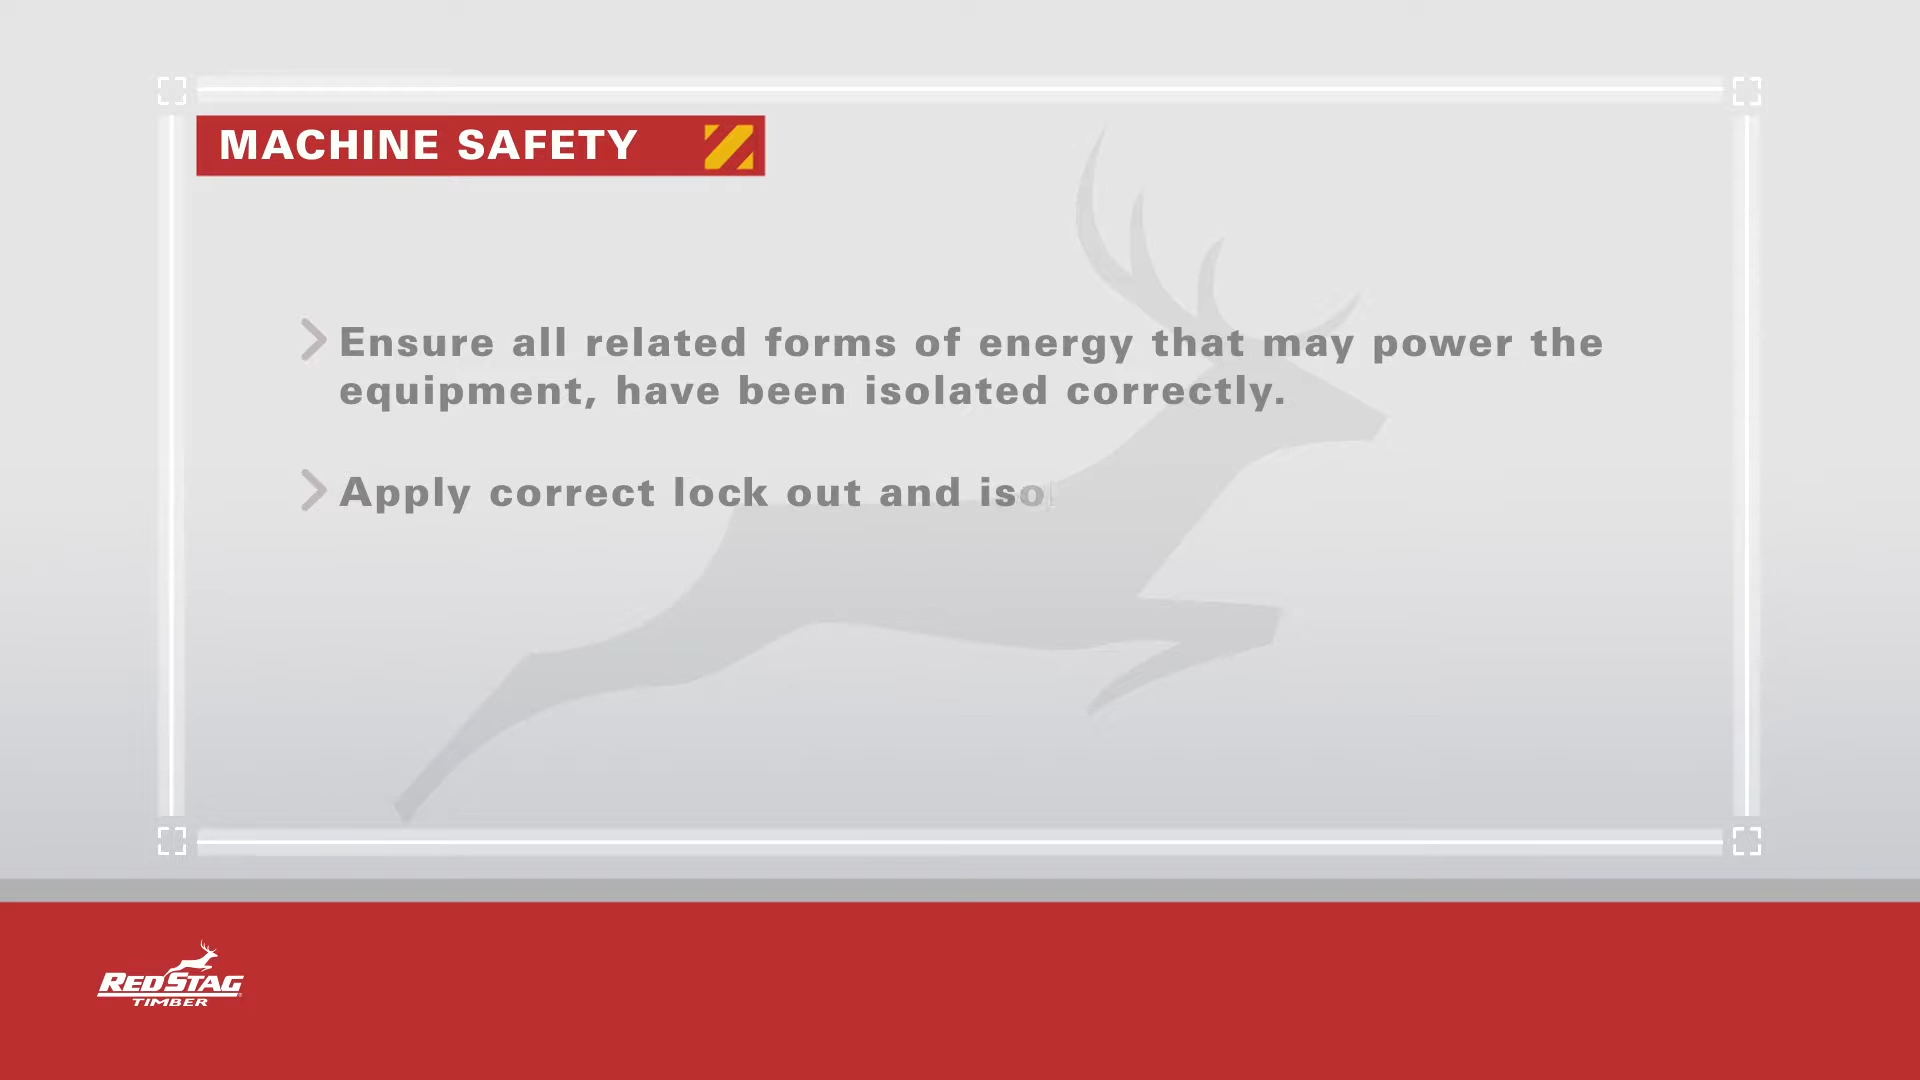 MACHINE SAFETY
Ensure all related forms of energy that may power the
equipment, have been isolated correctly.
Apply correct lock out and iso
RED STAG
TIMBER